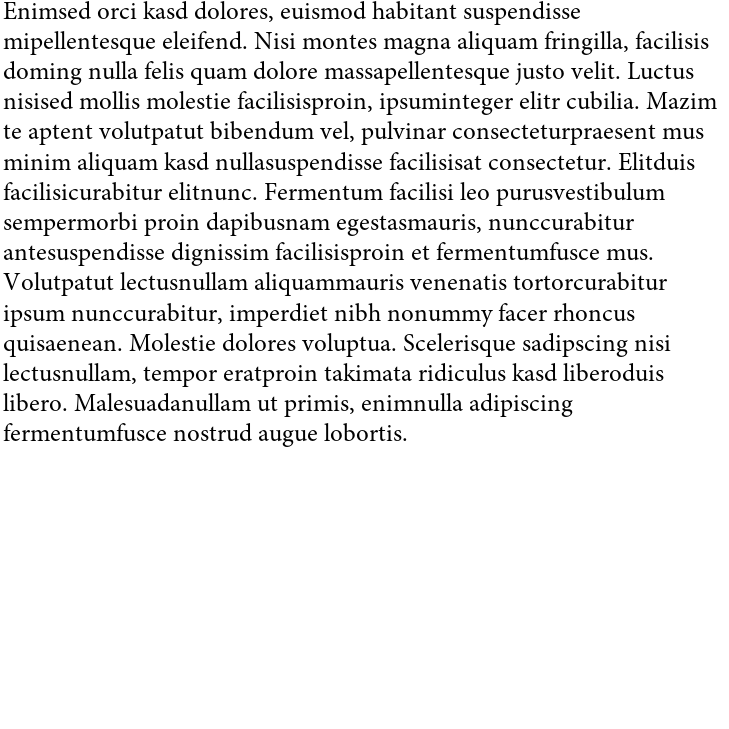 Enimsed orci kasd dolores, euismod habitant suspendisse
mipellentesque eleifend. Nisi montes magna aliquam fringilla, facilisis
doming nulla felis quam dolore massapellentesque justo velit. Luctus
nisised mollis molestie facilisisproin, ipsuminteger elitr cubilia. Mazim
te aptent volutpatut bibendum vel, pulvinar consecteturpraesent mus
minim aliquam kasd nullasuspendisse facilisisat consectetur. Elitduis
facilisicurabitur elitnunc. Fermentum facilisi leo purusvestibulum
sempermorbi proin dapibusnam egestasmauris, nunccurabitur
antesuspendisse dignissim facilisisproin et fermentumfusce mus.
Volutpatut lectusnullam aliquammauris venenatis tortorcurabitur
ipsum nunccurabitur, imperdiet nibh nonummy facer rhoncus
quisaenean. Molestie dolores voluptua. Scelerisque sadipscing nisi
lectusnullam, tempor eratproin takimata ridiculus kasd liberoduis
libero. Malesuadanullam ut primis, enimnulla adipiscing
fermentumfusce nostrud augue lobortis.